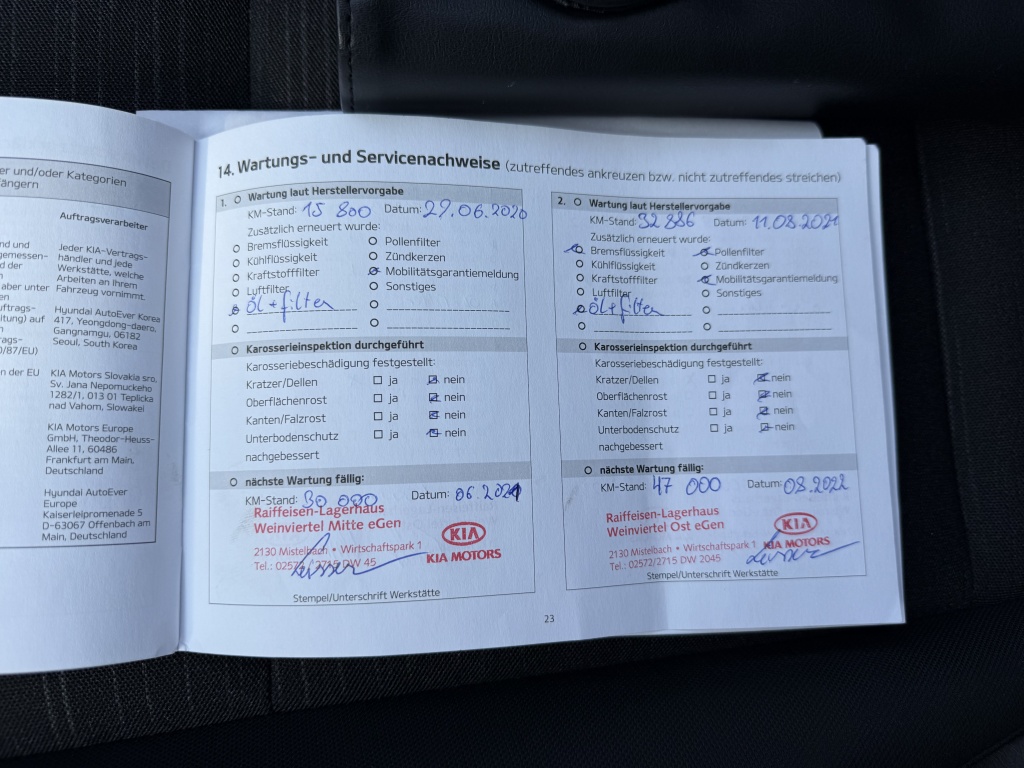 er und/oder Kategorien
fängern
Auftragsverarbeiter
nd und
gemessen-
d der
n
aber unter
en
uftrags-
itung) auf
rags-
0/87/EU)
n der EU
Jeder KIA-Vertrags-
händler und jede
Werkstätte, welche
Arbeiten an Ihrem
Fahrzeug vornimmt.
Hyundai AutoEver Korea
417, Yeongdong-daero,
Gangnamgu, 06182
Seoul, South Korea
KIA Motors Slovakia sro,
Sv. Jana Nepomuckeho
1282/1, 013 01 Teplicka
nad Vahom, Slowakei
KIA Motors Europe
GmbH, Theodor-Heuss-
Allee 11, 60486
Frankfurt am Main,
Deutschland
Hyundai AutoEver
Europe
Kaiserleipromenade 5
D-63067 Offenbach am
Main, Deutschland
14. Wartungs- und Servicenachweise (zutreffendes ankreuzen bzw. nicht zutreffendes streichen)
1. Wartung laut Herstellervorgabe
KM-Stand: 15 800 Datum: 29.06.2020
Zusätzlich erneuert wurde:
Bremsflüssigkeit Pollenfilter
Kühlflüssigkeit Zündkerzen
Kraftstofffilter Mobilitätsgarantiemeldung
Luftfilter Sonstiges
Öl + filter
Karosserieinspektion durchgeführt
Karosseriebeschädigung festgestellt:
Kratzer/Dellen ja nein
Oberflächenrost ja nein
Kanten/Falzrost ja nein
Unterbodenschutz ja nein
nachgebessert
nächste Wartung fällig:
KM-Stand: 30 000 Datum: 06.2021
Raiffeisen-Lagerhaus
Weinviertel Mitte eGen
KIA
2130 Mistelbach • Wirtschaftspark 1
KIA MOTORS
Tel.: 02572/2715 DW 45
Stempel/Unterschrift Werkstätte
2. Wartung laut Herstellervorgabe
KM-Stand: 32 886 Datum: 11.08.2021
Zusätzlich erneuert wurde:
Bremsflüssigkeit Pollenfilter
Kühlflüssigkeit Zündkerzen
Kraftstofffilter Mobilitätsgarantiemeldung
Luftfilter Sonstiges
Öl+filter
Karosserieinspektion durchgeführt
Karosseriebeschädigung festgestellt:
Kratzer/Dellen ja nein
Oberflächenrost ja nein
Kanten/Falzrost ja nein
Unterbodenschutz ja nein
nachgebessert
nächste Wartung fällig:
KM-Stand: 47 000 Datum: 08.2022
Raiffeisen-Lagerhaus
Weinviertel Ost eGen
KIA
2130 Mistelbach • Wirtschaftspark 1
KIA MOTORS
Tel.: 02572/2715 DW 2045
Stempel/Unterschrift Werkstätte
23